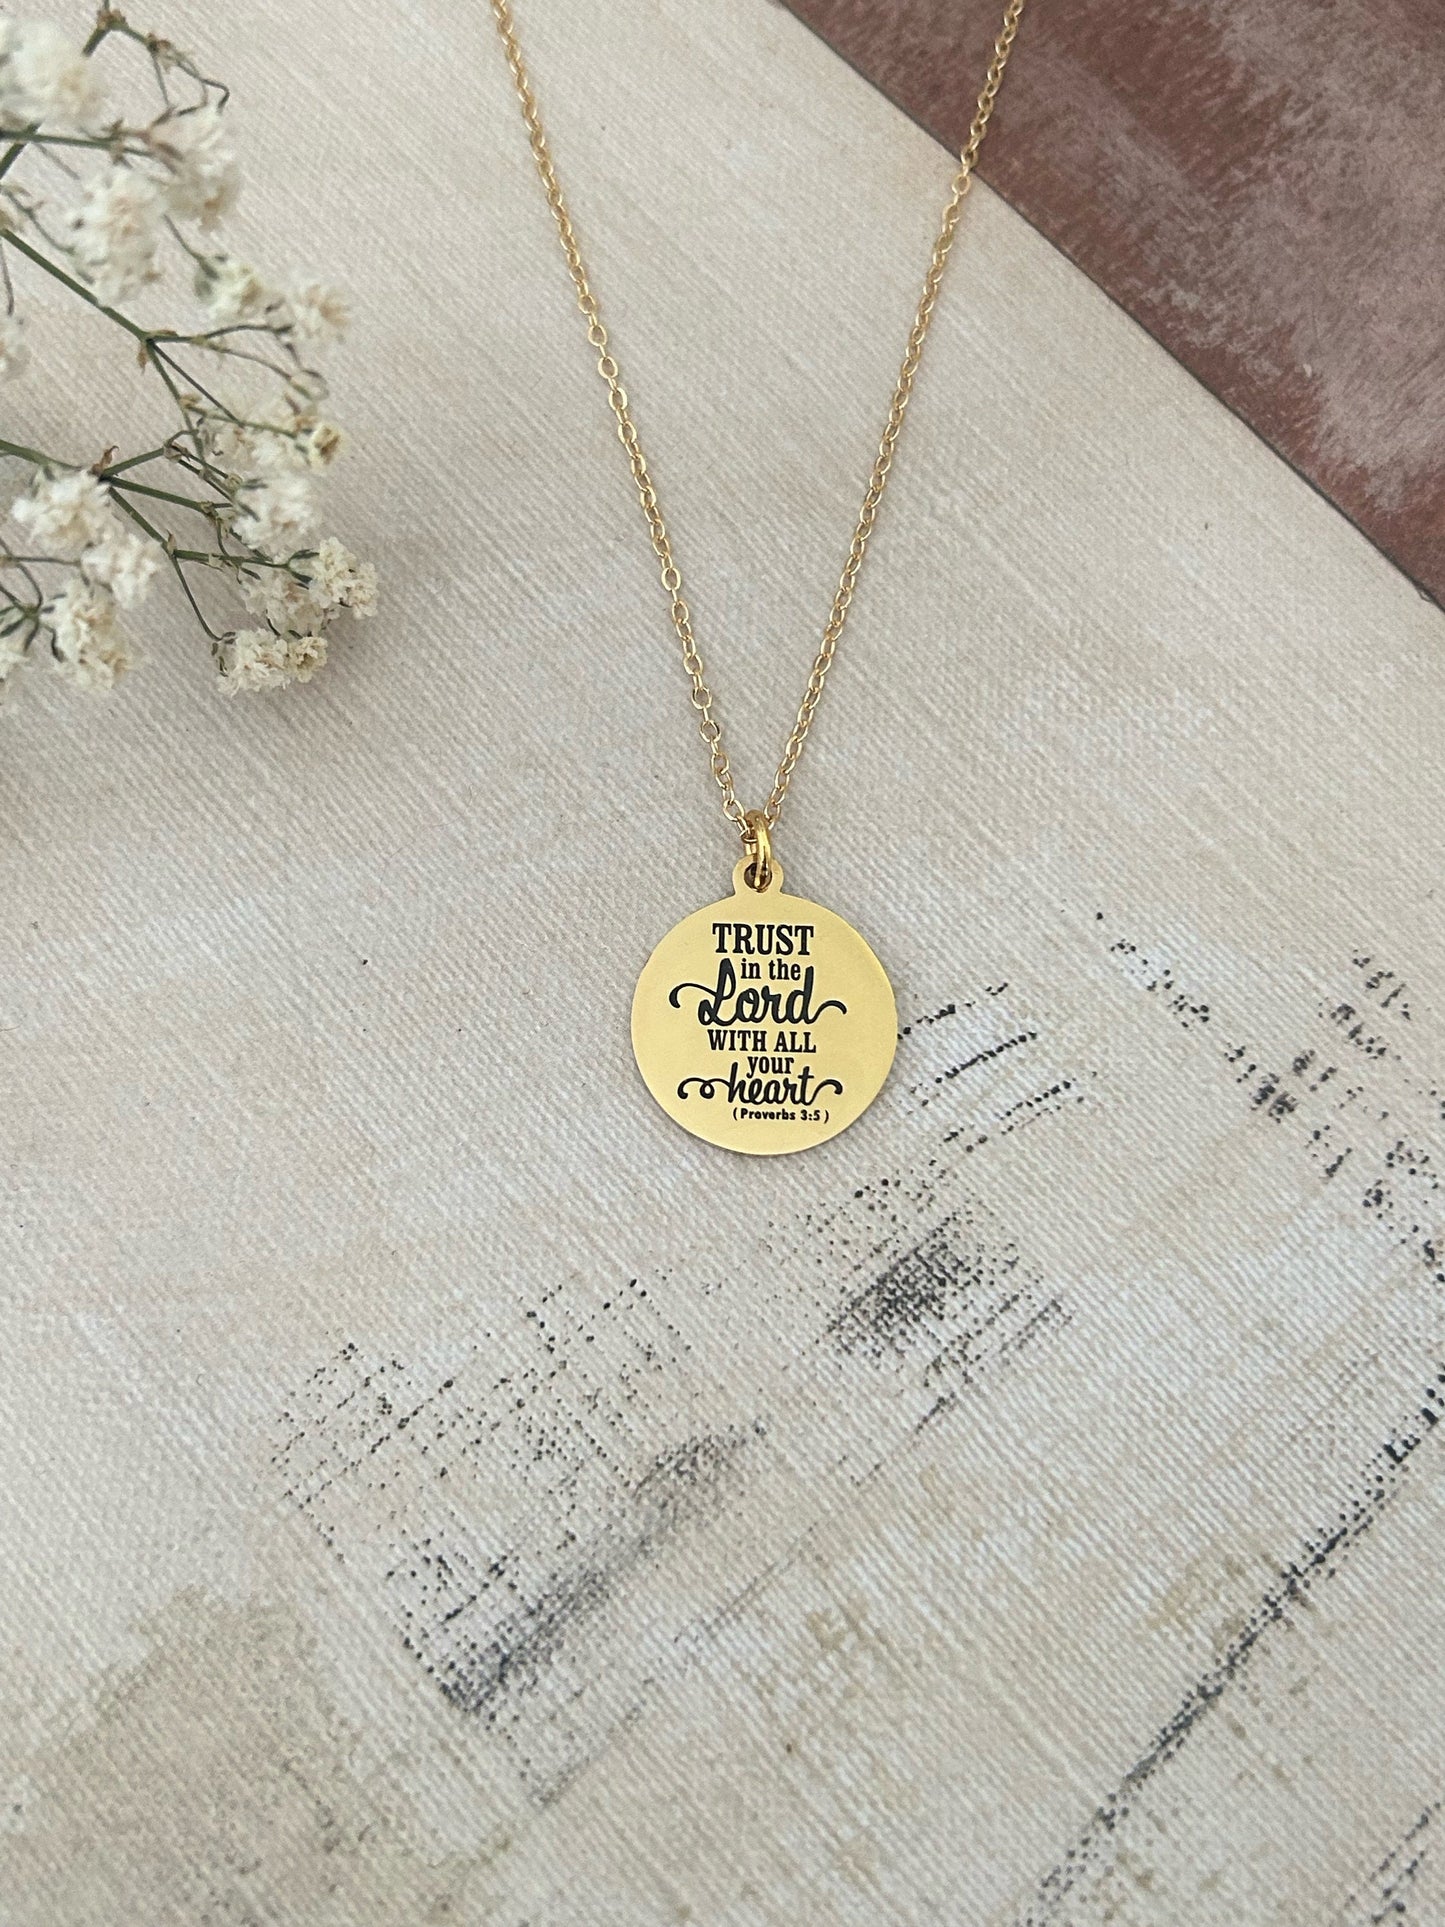 TRUST
in the
Lord
WITH ALL
your
heart
(Proverbs 3:5)